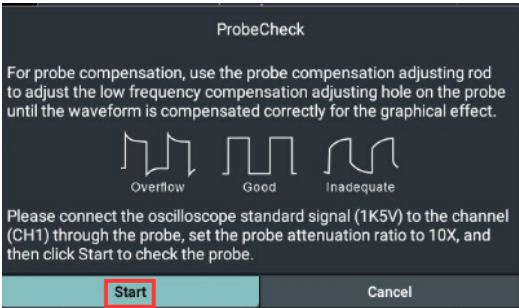 ProbeCheck
For probe compensation, use the probe compensation adjusting rod
to adjust the low frequency compensation adjusting hole on the probe
until the waveform is compensated correctly for the graphical effect.
Overflow Good Inadequate
Please connect the oscilloscope standard signal (1K5V) to the channel
(CH1) through the probe, set the probe attenuation ratio to 10X, and
then click Start to check the probe.
Start Cancel